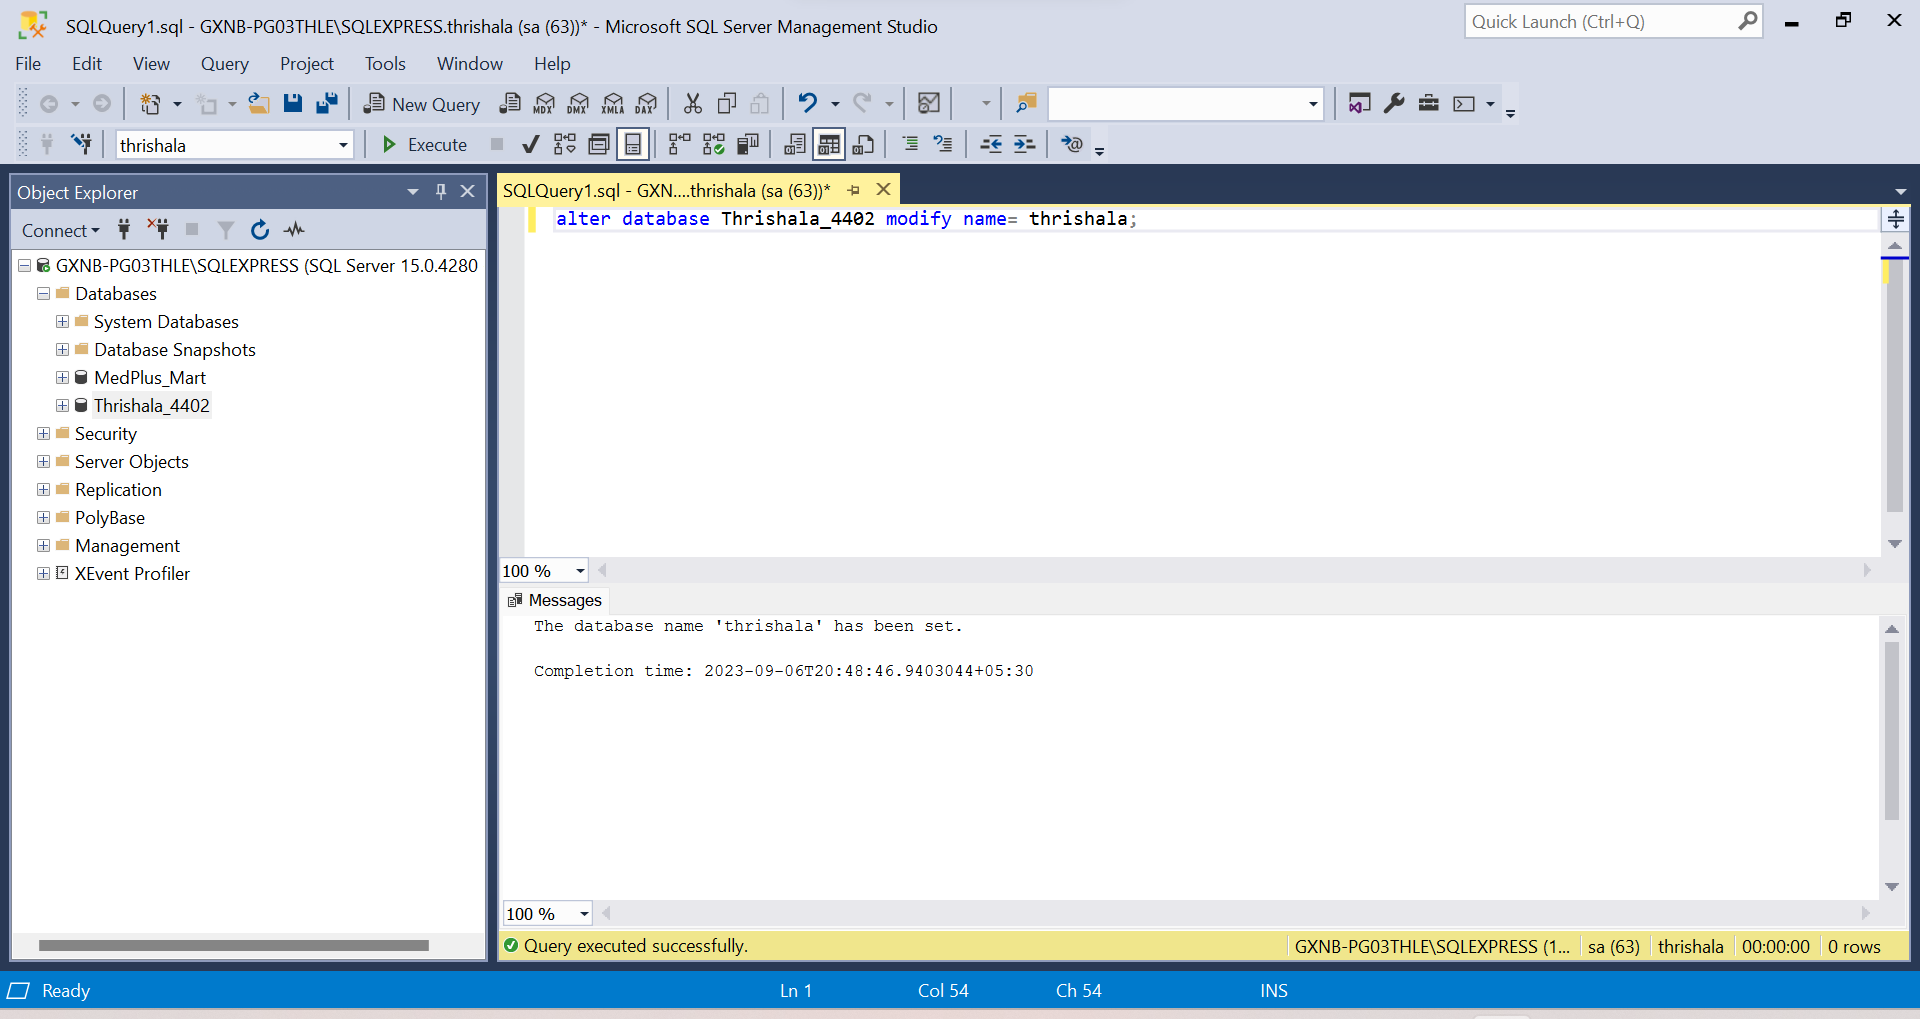 SQLQuery1.sql - GXNB-PG03THLE\SQLEXPRESS.thrishala (sa (63))* - Microsoft SQL Server Management Studio
Quick Launch (Ctrl+Q)
File Edit View Query Project Tools Window Help
New Query MDX DMX XMLA DAX
thrishala Execute
Object Explorer
Connect
GXNB-PG03THLE\SQLEXPRESS (SQL Server 15.0.4280
Databases
System Databases
Database Snapshots
MedPlus_Mart
Thrishala_4402
Security
Server Objects
Replication
PolyBase
Management
XEvent Profiler
SQLQuery1.sql - GXN....thrishala (sa (63))*
alter database Thrishala_4402 modify name= thrishala;
100 %
Messages
The database name 'thrishala' has been set.
Completion time: 2023-09-06T20:48:46.9403044+05:30
100 %
Query executed successfully. GXNB-PG03THLE\SQLEXPRESS (1... sa (63) thrishala 00:00:00 0 rows
Ready Ln 1 Col 54 Ch 54 INS